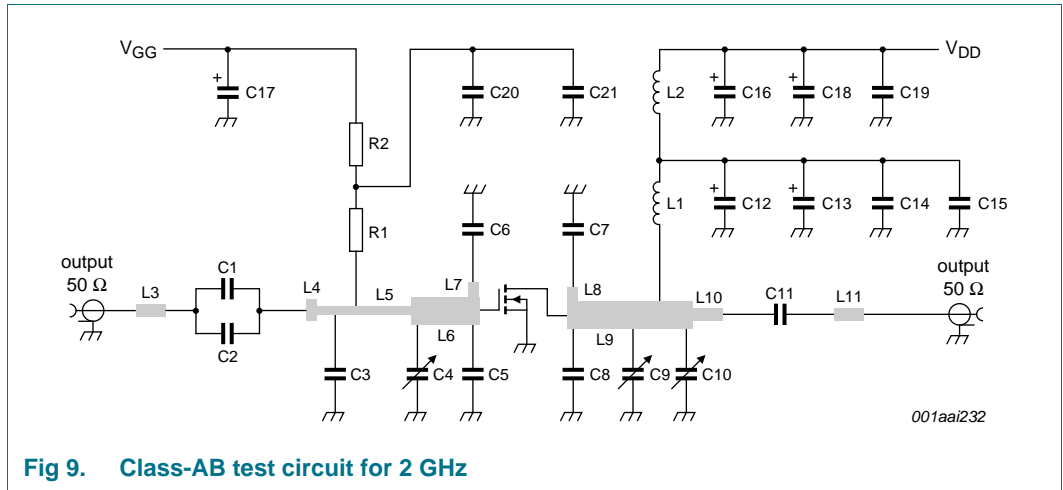 VGG
VDD
C17
C20
C21
L2
C16
C18
C19
R2
R1
C6
C7
L1
C12
C13
C14
C15
output
50 Ω
output
50 Ω
L3
C1
C2
L4
L5
L7
L6
L8
L9
L10
C11
L11
C3
C4
C5
C8
C9
C10
001aai232
Fig 9. Class-AB test circuit for 2 GHz